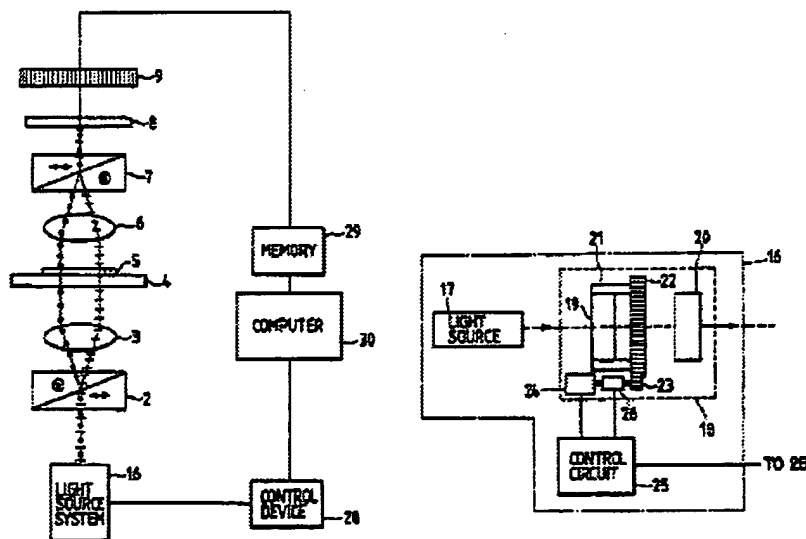 9
8
7
6
5
4
3
2
16
LIGHT
SOURCE
SYSTEM
CONTROL
DEVICE
28
29
MEMORY
COMPUTER
30
16
17
LIGHT
SOURCE
19
21
22
20
24
26
23
18
CONTROL
CIRCUIT
25
TO 28